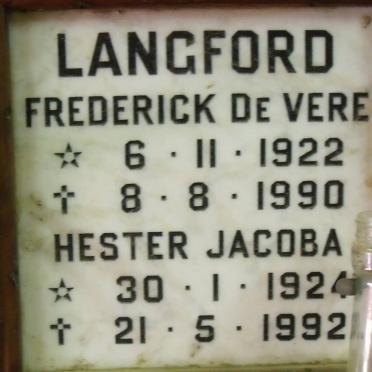 LANGFORD
FREDERICK DE VERE
☆ 6 · 11 · 1922
✝ 8 · 8 · 1990
HESTER JACOBA
☆ 30 · 1 · 1924
✝ 21 · 5 · 1992